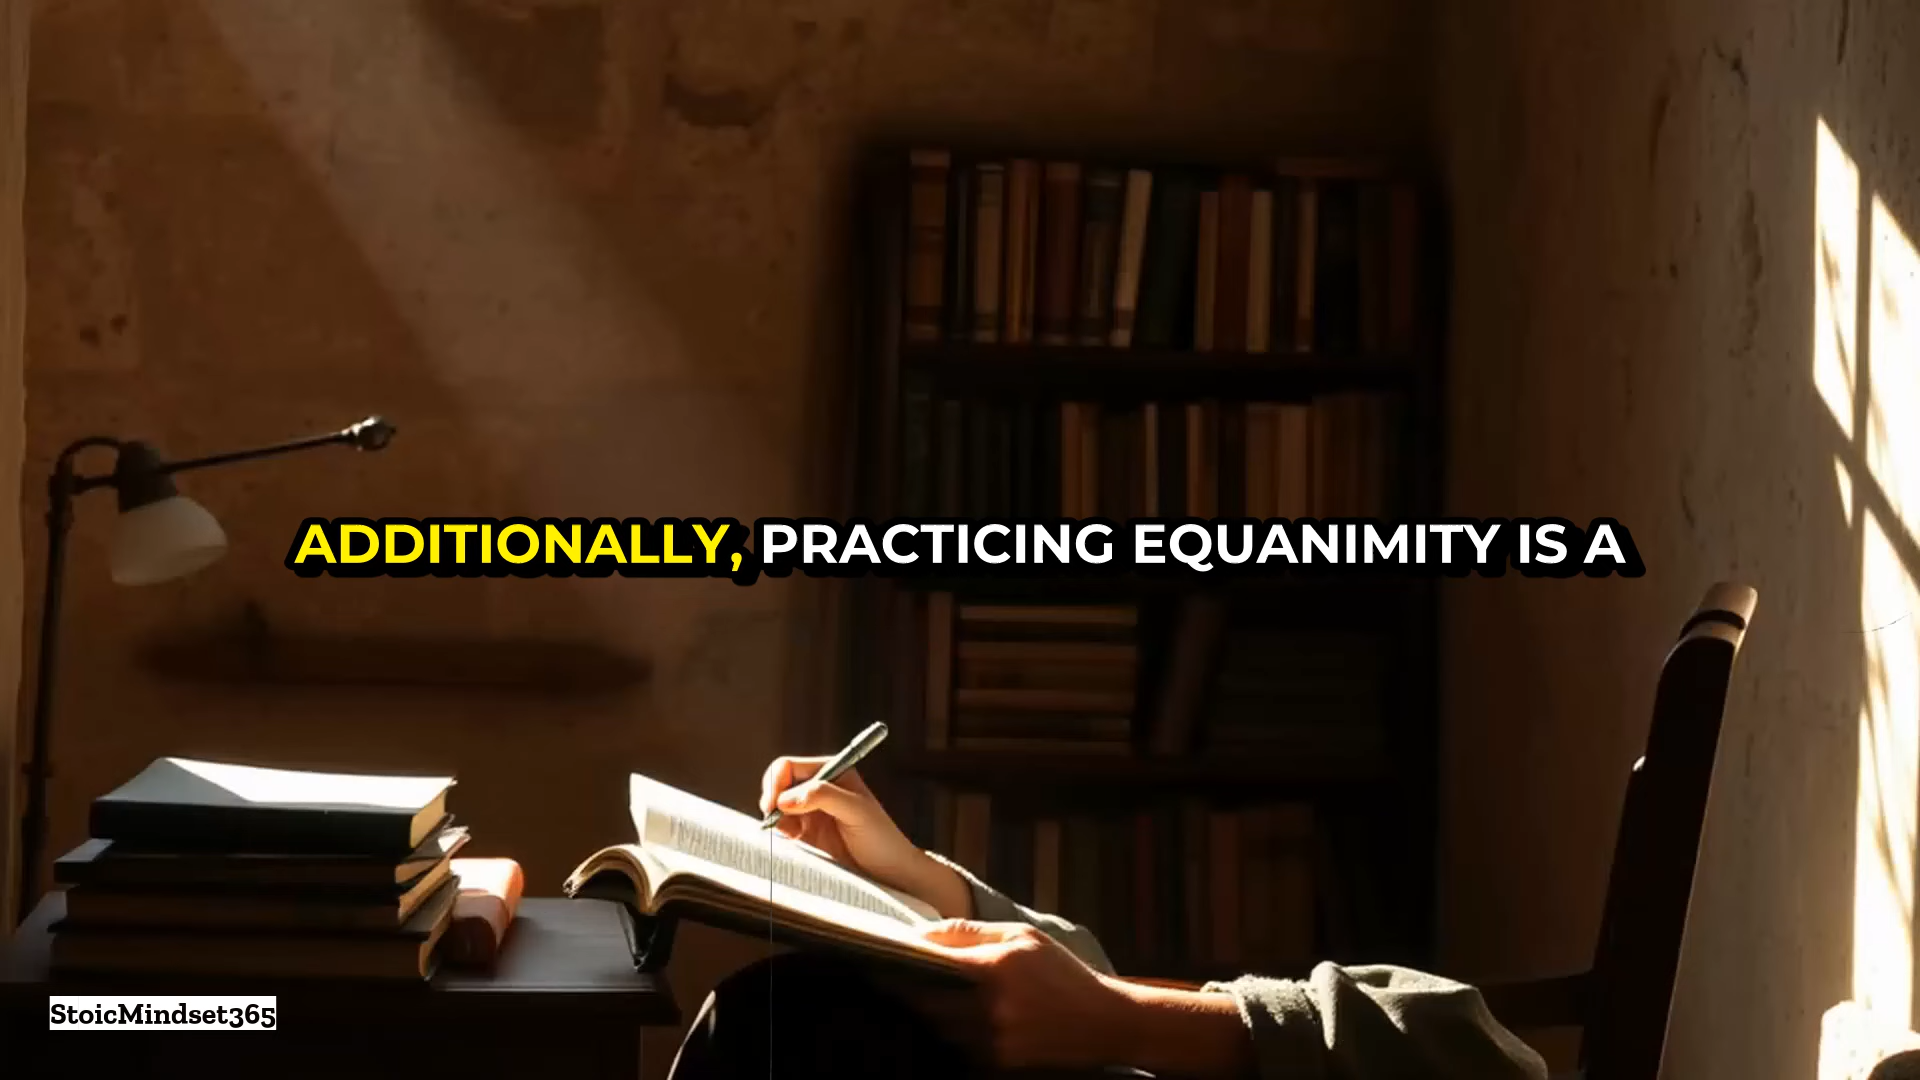 ADDITIONALLY, PRACTICING EQUANIMITY IS A
StoicMindset365